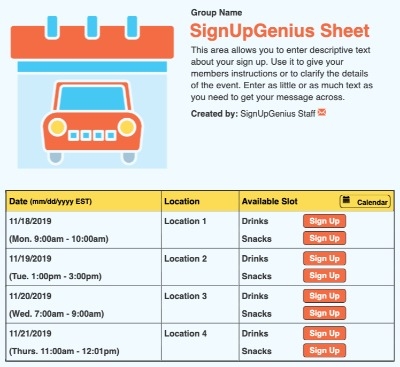 Group Name
SignUpGenius Sheet
This area allows you to enter descriptive text
about your sign up. Use it to give your
members instructions or to clarify the details
of the event. Enter as little or as much text as
you need to get your message across.
Created by: SignUpGenius Staff
Date (mm/dd/yyyy EST) Location Available Slot Calendar
11/18/2019 Location 1 Drinks Sign Up
(Mon. 9:00am - 10:00am) Snacks Sign Up
11/19/2019 Location 2 Drinks Sign Up
(Tue. 1:00pm - 3:00pm) Snacks Sign Up
11/20/2019 Location 3 Drinks Sign Up
(Wed. 7:00am - 9:00am) Snacks Sign Up
11/21/2019 Location 4 Drinks Sign Up
(Thurs. 11:00am - 12:01pm) Snacks Sign Up